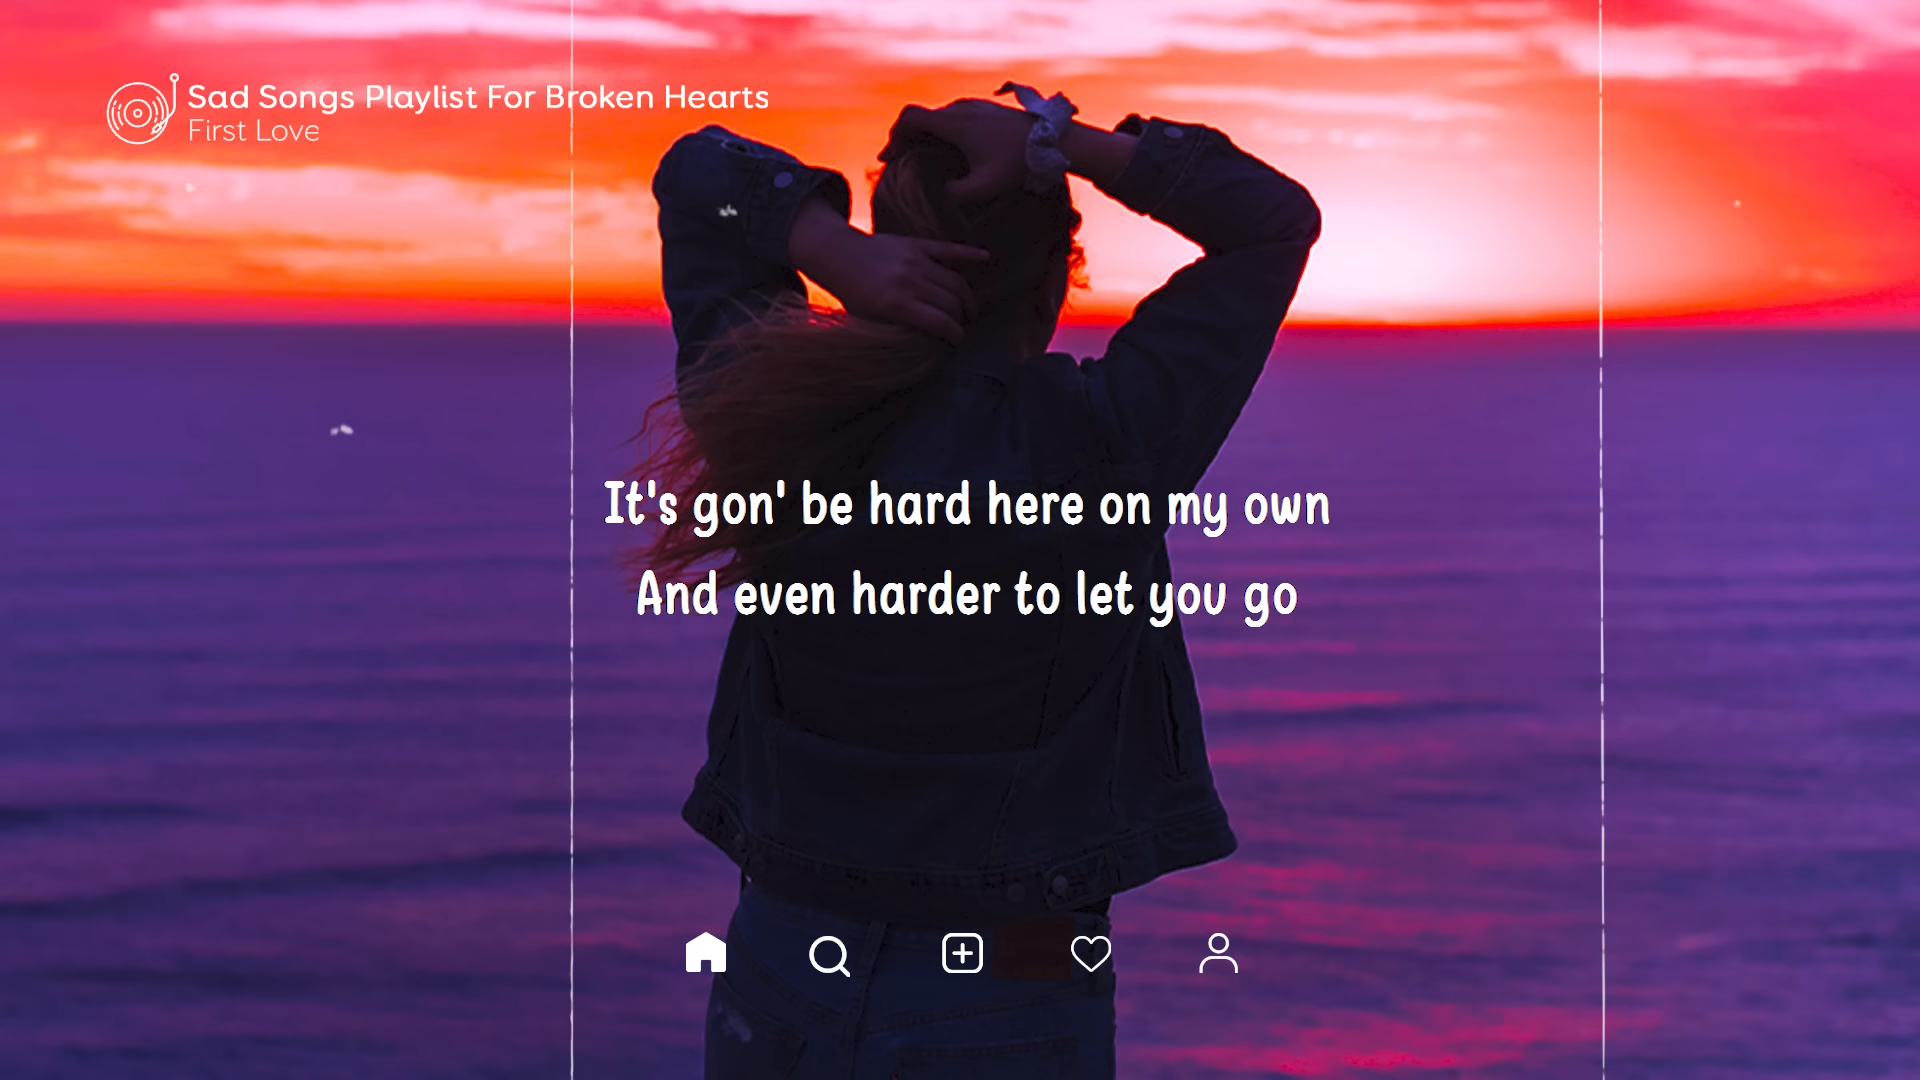 Sad Songs Playlist For Broken Hearts
First Love
It's gon' be hard here on my own
And even harder to let you go